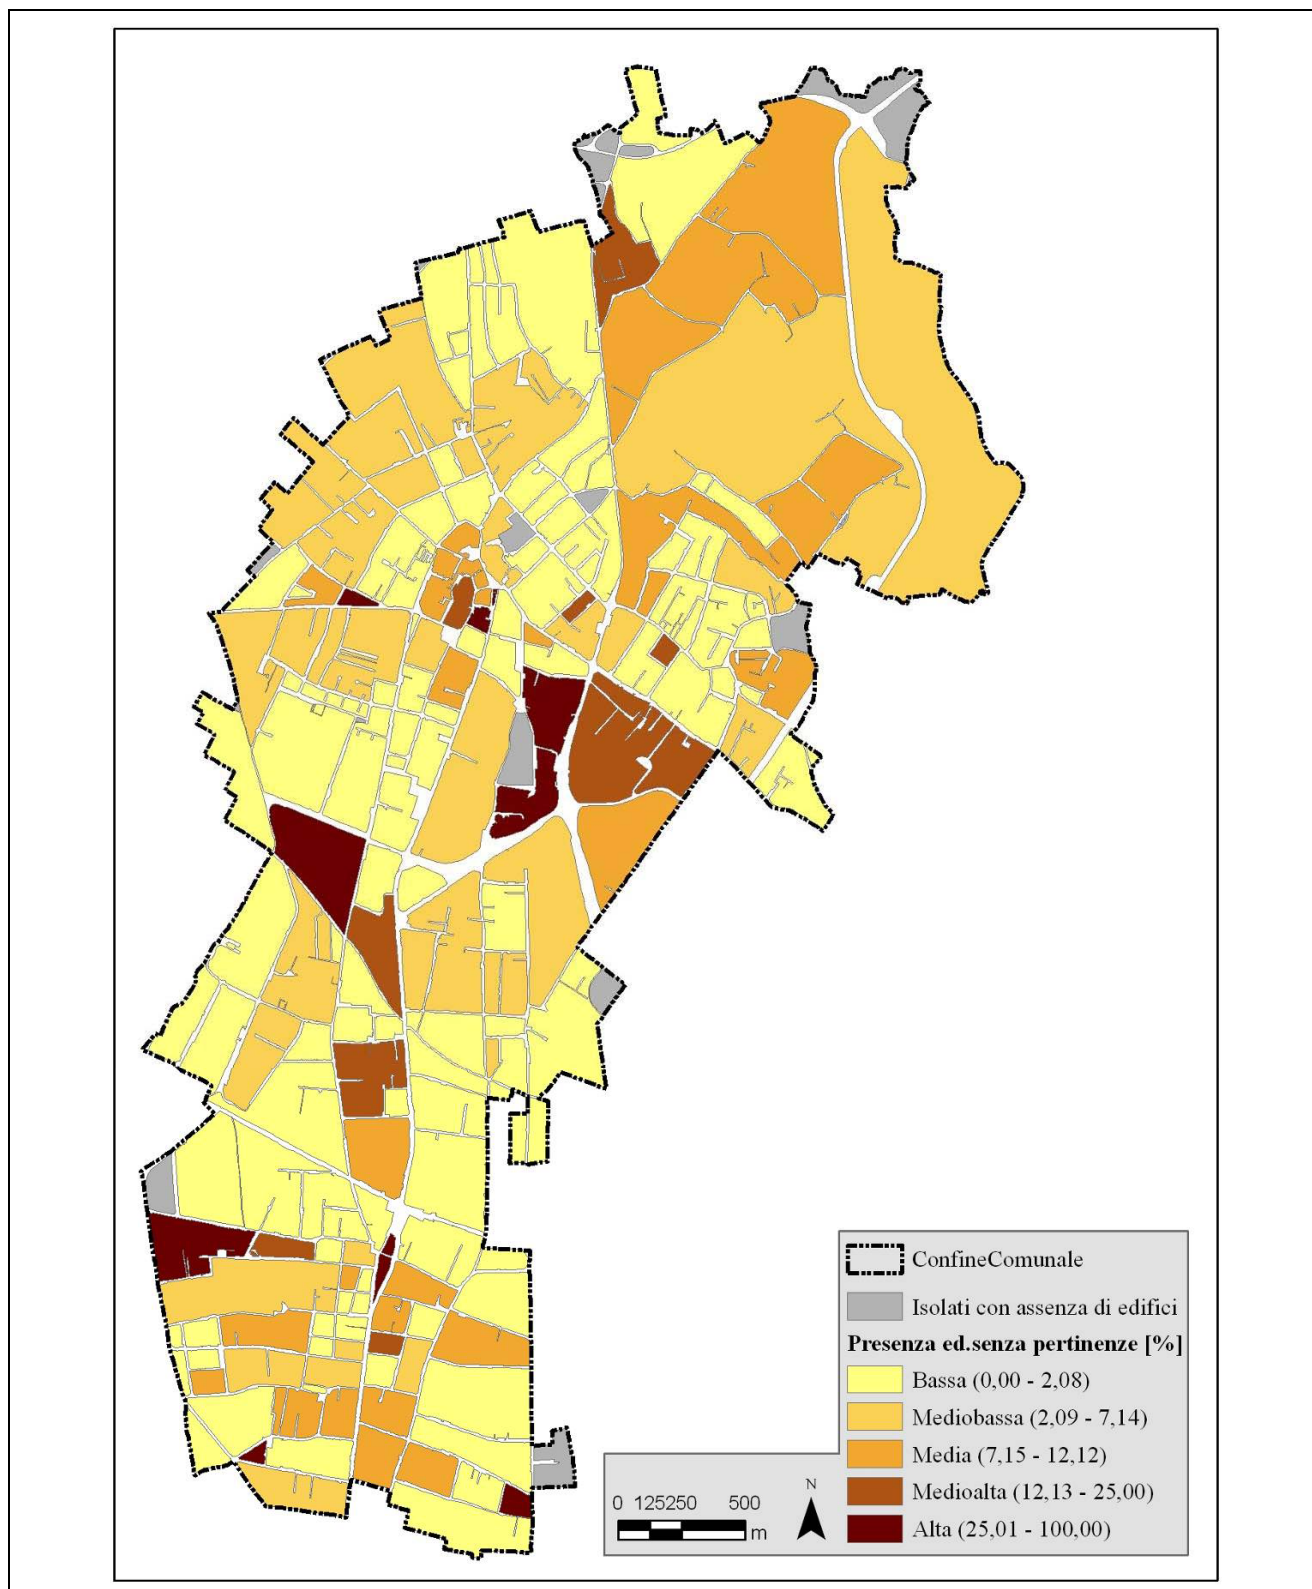 ConfineComunale
Isolati con assenza di edifici
Presenza ed.senza pertinenze [%]
Bassa (0,00 - 2,08)
Mediobassa (2,09 - 7,14)
Media (7,15 - 12,12)
Medioalta (12,13 - 25,00)
Alta (25,01 - 100,00)
0 125250 500
m
N